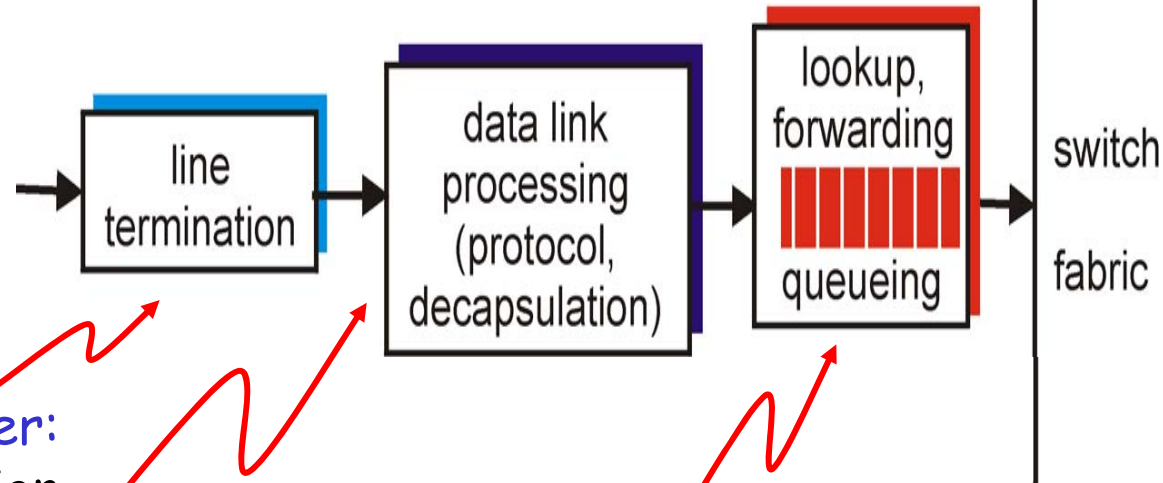 line
termination
data link
processing
(protocol,
decapsulation)
lookup,
forwarding
queueing
switch
fabric
er: